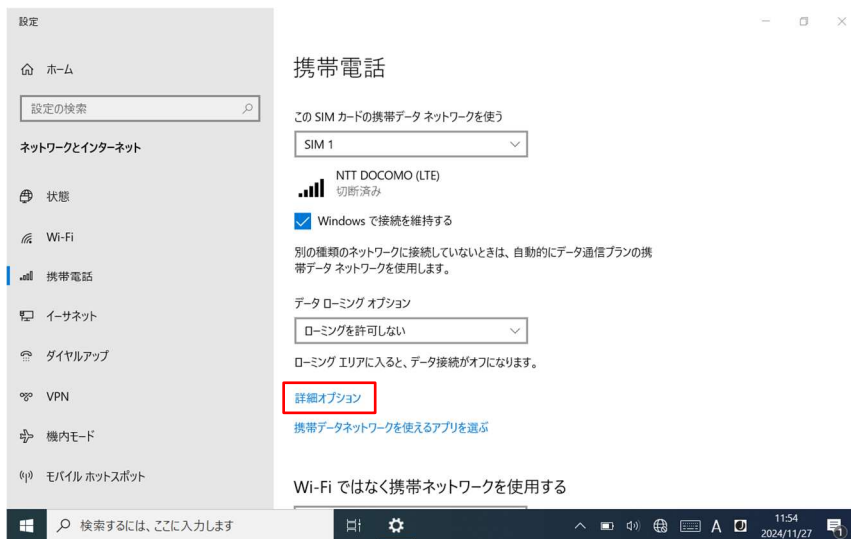 設定
ホーム
設定の検索
ネットワークとインターネット
状態
Wi-Fi
携帯電話
イーサネット
ダイヤルアップ
VPN
機内モード
モバイル ホットスポット
携帯電話
この SIM カードの携帯データ ネットワークを使う
SIM 1
NTT DOCOMO (LTE)
切断済み
Windows で接続を維持する
別の種類のネットワークに接続していないときは、自動的にデータ通信プランの携
帯データ ネットワークを使用します。
データ ローミング オプション
ローミングを許可しない
ローミング エリアに入ると、データ接続がオフになります。
詳細オプション
携帯データネットワークを使えるアプリを選ぶ
Wi-Fi ではなく携帯ネットワークを使用する
検索するには、ここに入力します
A
11:54
2024/11/27
1